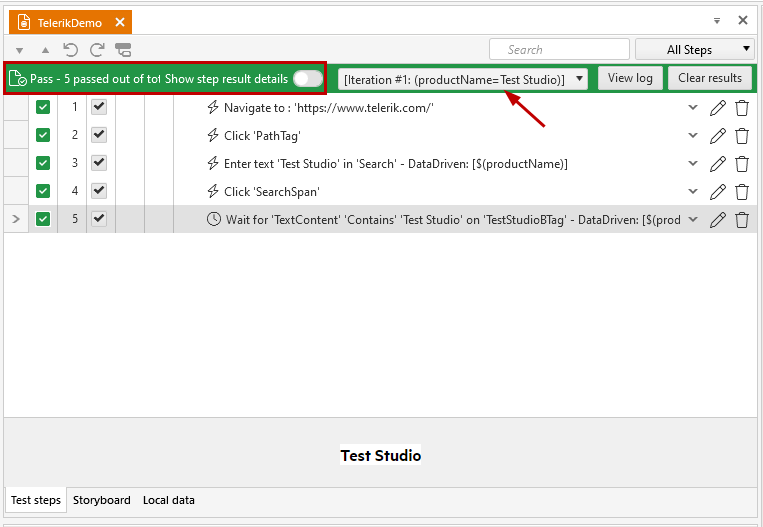 TelerikDemo
Search
All Steps
Pass - 5 passed out of tot Show step result details
[Iteration #1: (productName=Test Studio)]
View log
Clear results
1 Navigate to : 'https://www.telerik.com/'
2 Click 'PathTag'
3 Enter text 'Test Studio' in 'Search' - DataDriven: [$(productName)]
4 Click 'SearchSpan'
5 Wait for 'TextContent' 'Contains' 'Test Studio' on 'TestStudioBTag' - DataDriven: [$(prod
Test Studio
Test steps Storyboard Local data